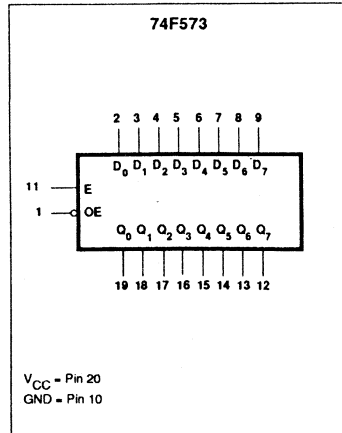 74F573
2 3 4 5 6 7 8 9
D0 D1 D2 D3 D4 D5 D6 D7
11 E
1 OE
Q0 Q1 Q2 Q3 Q4 Q5 Q6 Q7
19 18 17 16 15 14 13 12
VCC = Pin 20
GND = Pin 10